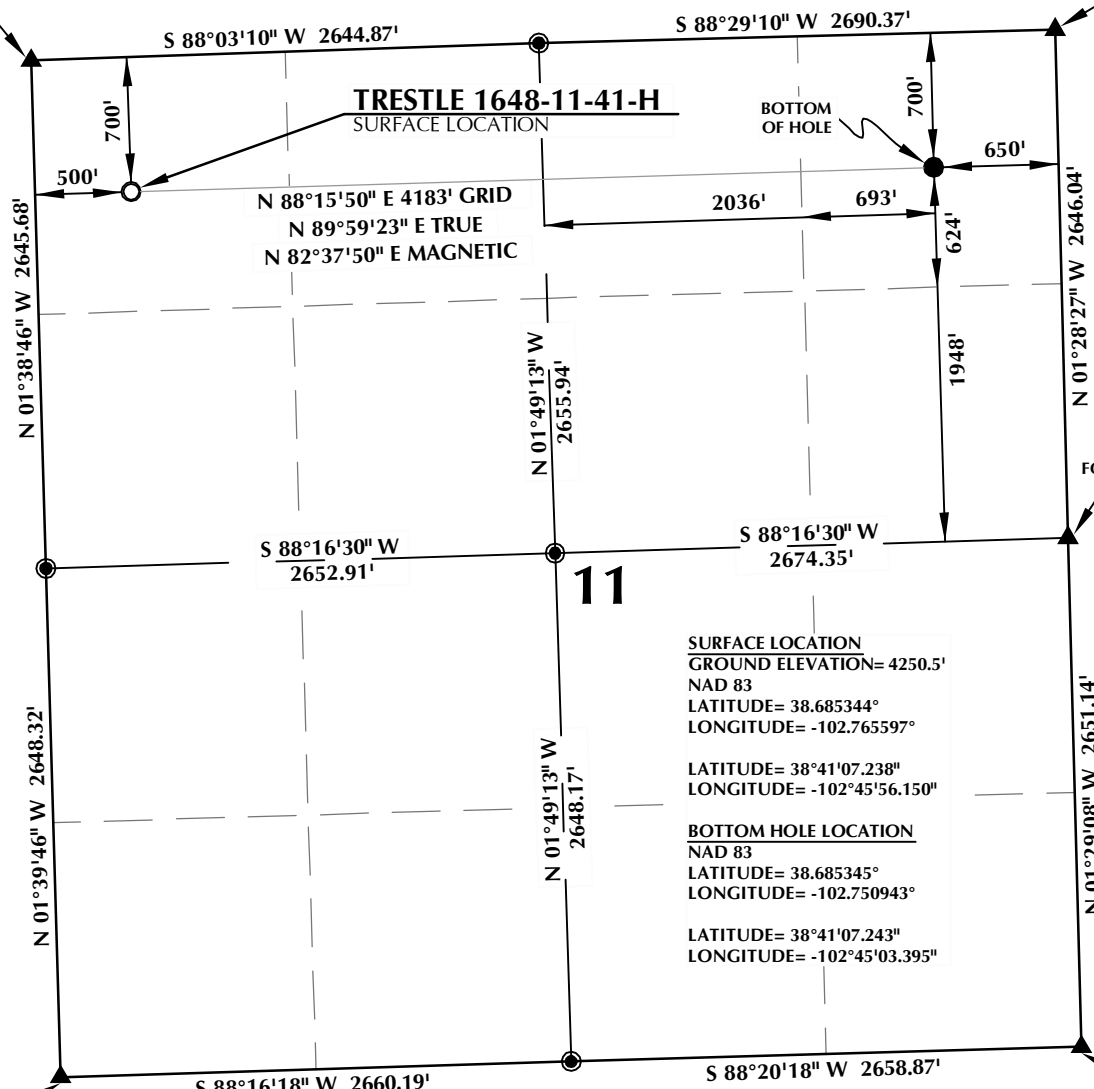 S 88°03'10" W 2644.87'
S 88°29'10" W 2690.37'
TRESTLE 1648-11-41-H
SURFACE LOCATION
BOTTOM
OF HOLE
700'
700'
500'
650'
N 88°15'50" E 4183' GRID
N 89°59'23" E TRUE
N 82°37'50" E MAGNETIC
2036'
693'
624'
1948'
N 01°38'46" W 2645.68'
N 01°49'13" W
2655.94'
N 01°28'27" W 2646.04'
S 88°16'30" W
2652.91'
S 88°16'30" W
2674.35'
11
SURFACE LOCATION
GROUND ELEVATION= 4250.5'
NAD 83
LATITUDE= 38.685344°
LONGITUDE= -102.765597°
LATITUDE= 38°41'07.238"
LONGITUDE= -102°45'56.150"
BOTTOM HOLE LOCATION
NAD 83
LATITUDE= 38.685345°
LONGITUDE= -102.750943°
LATITUDE= 38°41'07.243"
LONGITUDE= -102°45'03.395"
N 01°39'46" W 2648.32'
N 01°49'13" W
2648.17'
N 01°29'08" W 2651.14'
S 88°16'18" W 2660.19'
S 88°20'18" W 2658.87'